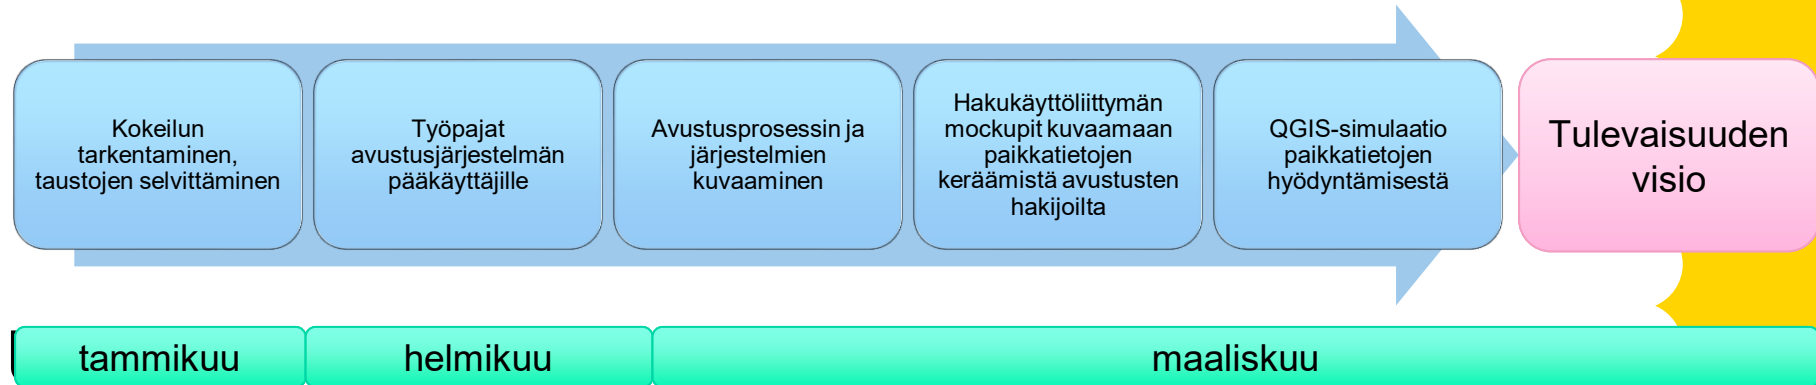 Kokeilun
tarkentaminen,
taustojen selvittäminen
Työpajat
avustusjärjestelmän
pääkäyttäjille
Avustusprosessin ja
järjestelmien
kuvaaminen
Hakukäyttöliittymän
mockupit kuvaamaan
paikkatietojen
keräämistä avustusten
hakijoilta
QGIS-simulaatio
paikkatietojen
hyödyntämisestä
Tulevaisuuden
visio
tammikuu
helmikuu
maaliskuu